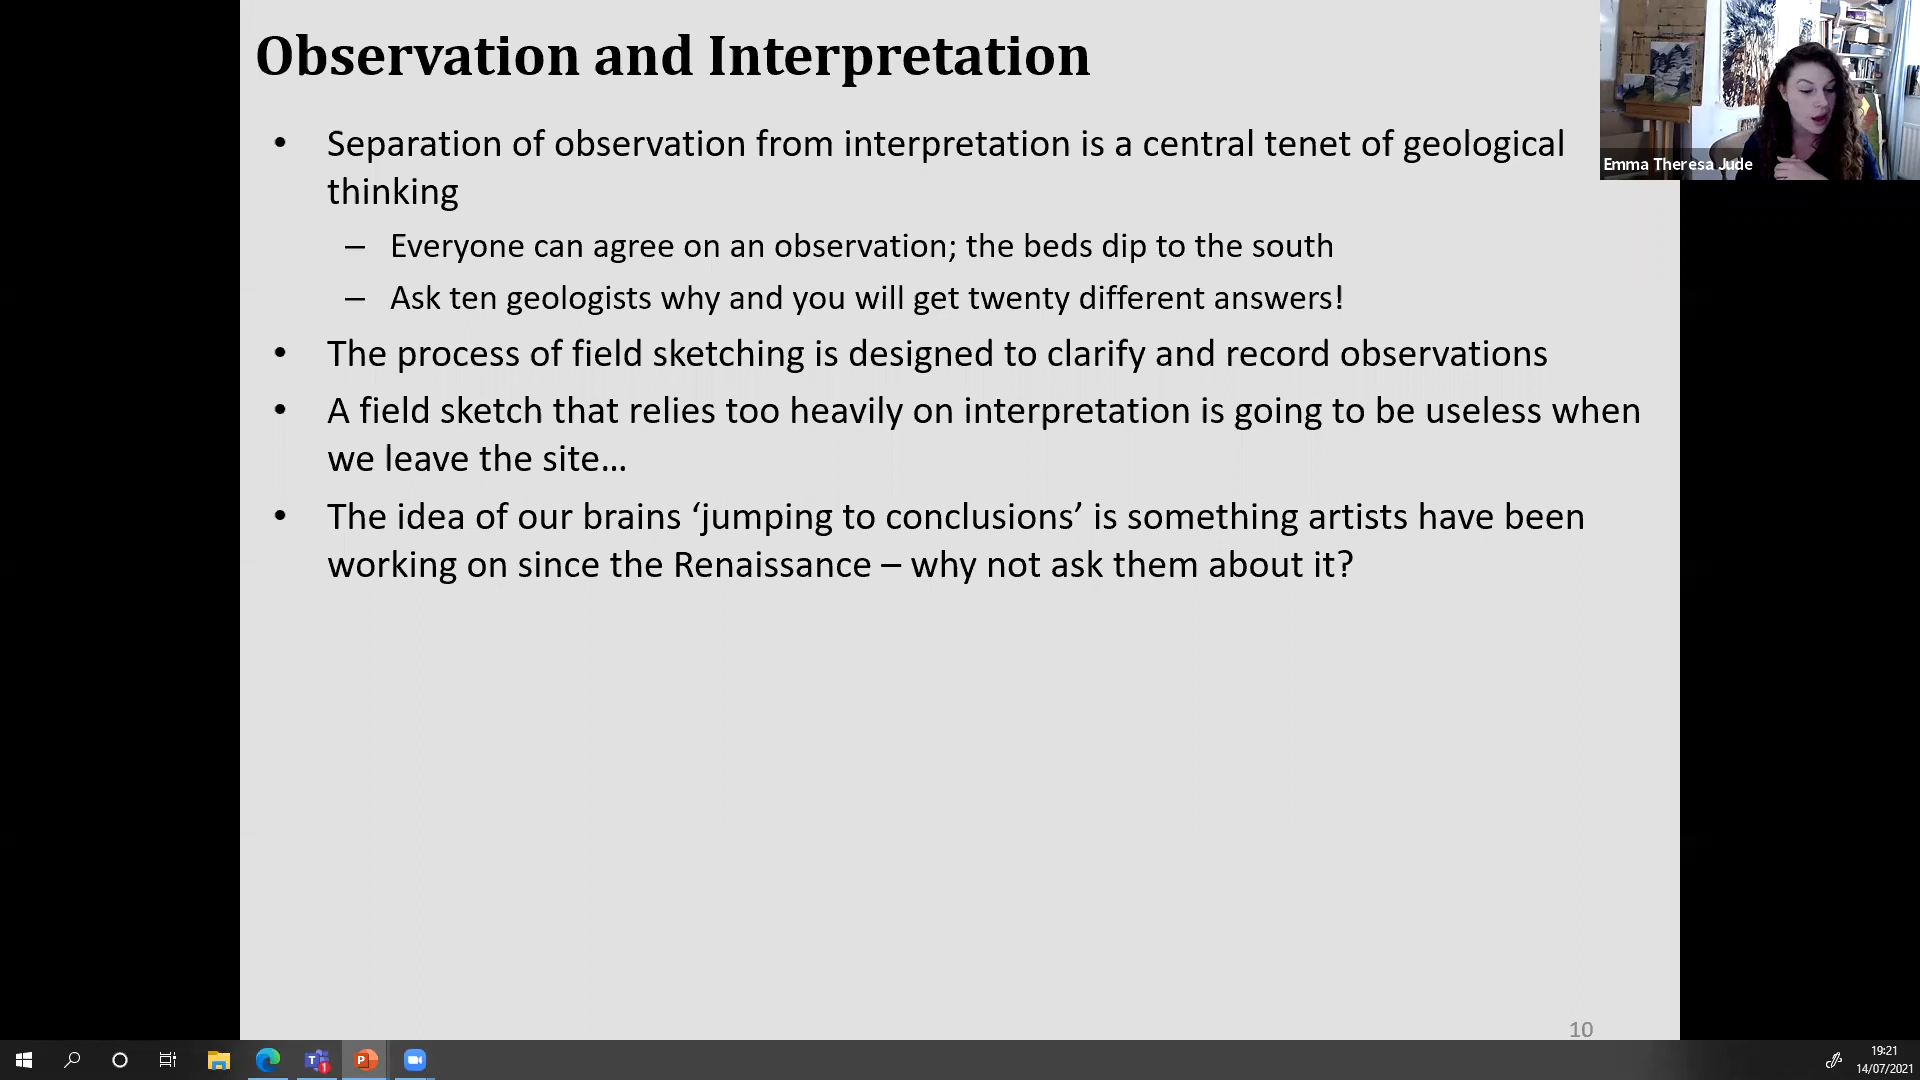 Observation and Interpretation
• Separation of observation from interpretation is a central tenet of geological
thinking
– Everyone can agree on an observation; the beds dip to the south
– Ask ten geologists why and you will get twenty different answers!
• The process of field sketching is designed to clarify and record observations
• A field sketch that relies too heavily on interpretation is going to be useless when
we leave the site…
• The idea of our brains ‘jumping to conclusions’ is something artists have been
working on since the Renaissance – why not ask them about it?
Emma Theresa Jude
10
T
1
P
19:21
14/07/2021